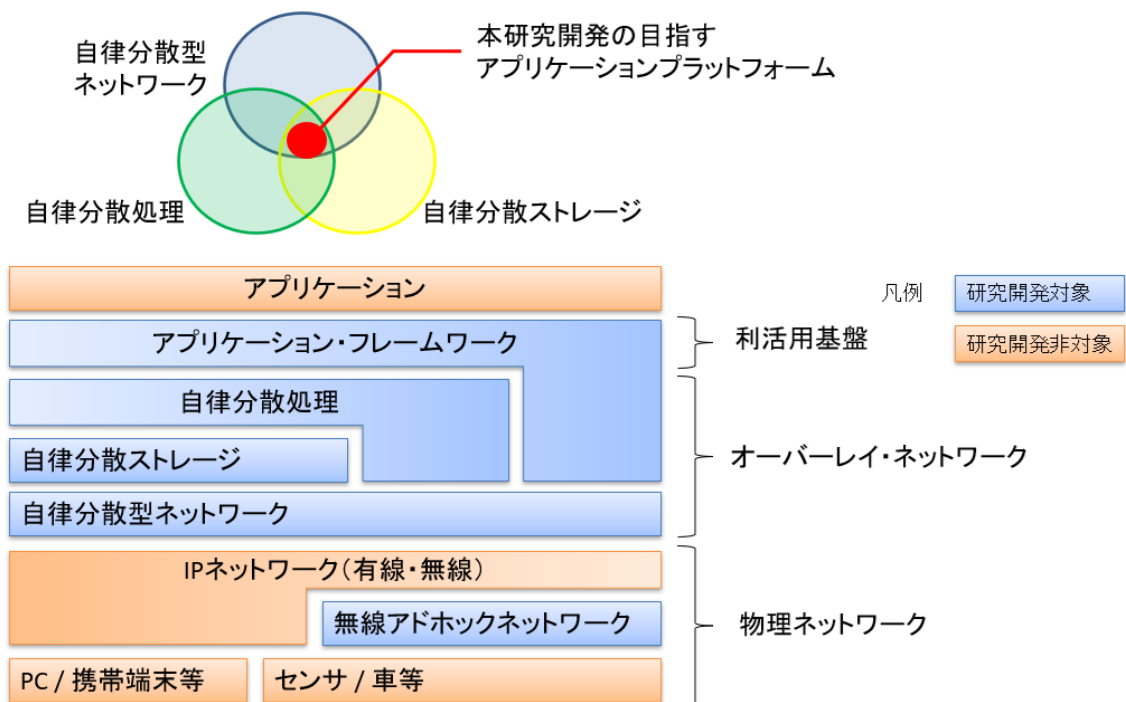 自律分散型
ネットワーク
本研究開発の目指す
アプリケーションプラットフォーム
自律分散処理
自律分散ストレージ
アプリケーション
凡例
研究開発対象
アプリケーション・フレームワーク
利活用基盤
研究開発非対象
自律分散処理
自律分散ストレージ
オーバーレイ・ネットワーク
自律分散型ネットワーク
IPネットワーク(有線・無線)
無線アドホックネットワーク
物理ネットワーク
PC / 携帯端末等
センサ / 車等